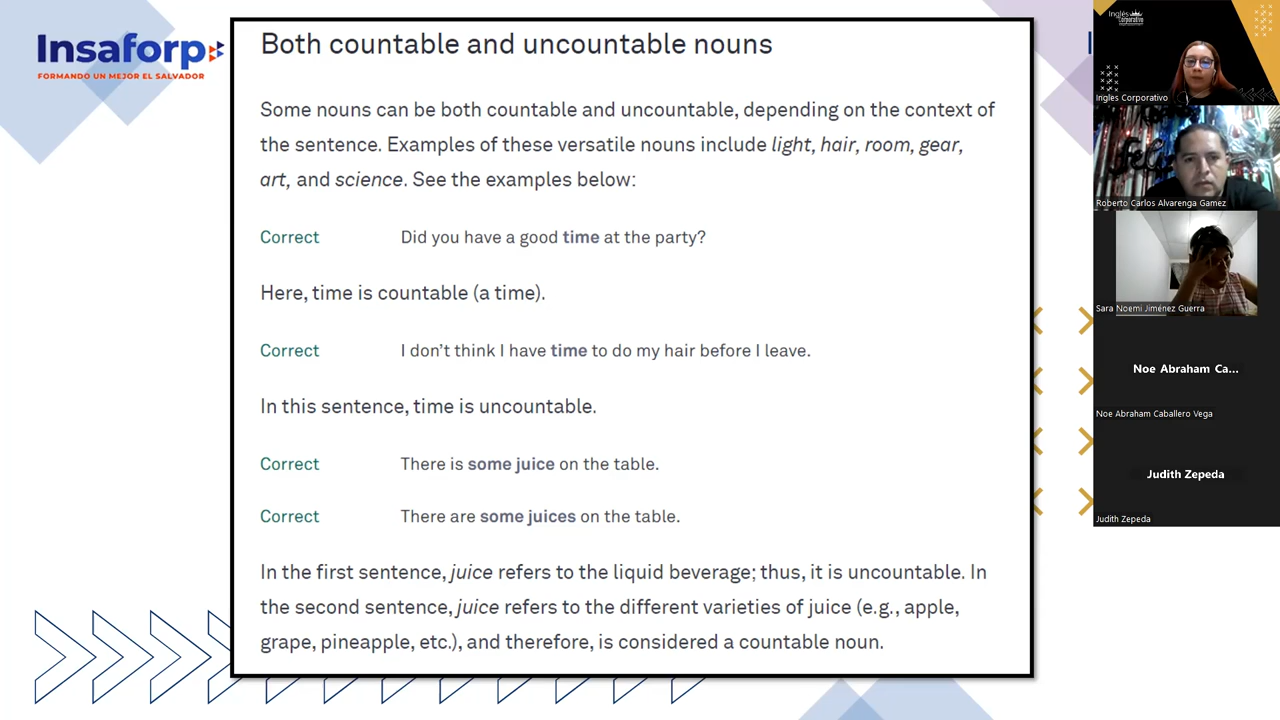 Insaforp
FORMANDO UN MEJOR EL SALVADOR
Both countable and uncountable nouns
Some nouns can be both countable and uncountable, depending on the context of
the sentence. Examples of these versatile nouns include light, hair, room, gear,
art, and science. See the examples below:
Correct Did you have a good time at the party?
Here, time is countable (a time).
Correct I don’t think I have time to do my hair before I leave.
In this sentence, time is uncountable.
Correct There is some juice on the table.
Correct There are some juices on the table.
In the first sentence, juice refers to the liquid beverage; thus, it is uncountable. In
the second sentence, juice refers to the different varieties of juice (e.g., apple,
grape, pineapple, etc.), and therefore, is considered a countable noun.
Inglés
Corporativo
Ingles Corporativo
Roberto Carlos Alvarenga Gamez
Sara Noemi Jiménez Guerra
Noe Abraham Ca...
Noe Abraham Caballero Vega
Judith Zepeda
Judith Zepeda